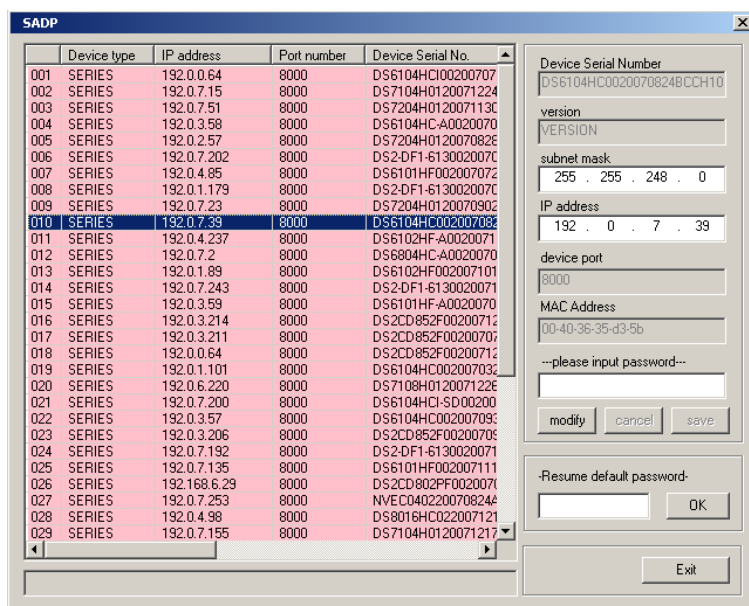 SADP
Device type IP address Port number Device Serial No.
001 SERIES 192.0.0.64 8000 DS6104HCI00200707
002 SERIES 192.0.7.15 8000 DS7104H0120071224
003 SERIES 192.0.7.51 8000 DS7204H012007113C
004 SERIES 192.0.3.58 8000 DS6104HC-A0020070
005 SERIES 192.0.2.57 8000 DS7204H0120070828
006 SERIES 192.0.7.202 8000 DS2-DF1-613002007C
007 SERIES 192.0.4.85 8000 DS6101HF002007072
008 SERIES 192.0.1.179 8000 DS2-DF1-613002007C
009 SERIES 192.0.7.23 8000 DS7204H0120070902
010 SERIES 192.0.7.39 8000 DS6104HC002007082
011 SERIES 192.0.4.237 8000 DS6102HF-A0020071
012 SERIES 192.0.7.2 8000 DS6804HC-A0020070
013 SERIES 192.0.1.89 8000 DS6102HF002007101
014 SERIES 192.0.7.243 8000 DS2-DF1-6130020071
015 SERIES 192.0.3.59 8000 DS6101HF-A0020070
016 SERIES 192.0.3.214 8000 DS2CD852F00200712
017 SERIES 192.0.3.211 8000 DS2CD852F00200707
018 SERIES 192.0.0.64 8000 DS2CD852F00200712
019 SERIES 192.0.1.101 8000 DS6104HC002007032
020 SERIES 192.0.6.220 8000 DS7108H0120071226
021 SERIES 192.0.7.200 8000 DS6104HCI-SD00200
022 SERIES 192.0.3.57 8000 DS6104HC002007093
023 SERIES 192.0.3.206 8000 DS2CD852F00200709
024 SERIES 192.0.7.192 8000 DS2-DF1-6130020071
025 SERIES 192.0.7.135 8000 DS6101HF002007111
026 SERIES 192.168.6.29 8000 DS2CD802PF0020070
027 SERIES 192.0.7.253 8000 NVEC040220070824A
028 SERIES 192.0.4.98 8000 DS8016HC022007121
029 SERIES 192.0.7.155 8000 DS7104H0120071217
Device Serial Number
DS6104HC0020070824BCCH10
version
VERSION
subnet mask
255 . 255 . 248 . 0
IP address
192 . 0 . 7 . 39
device port
8000
MAC Address
00-40-36-35-d3-5b
---please input password---
modify cancel save
-Resume default password-
OK
Exit